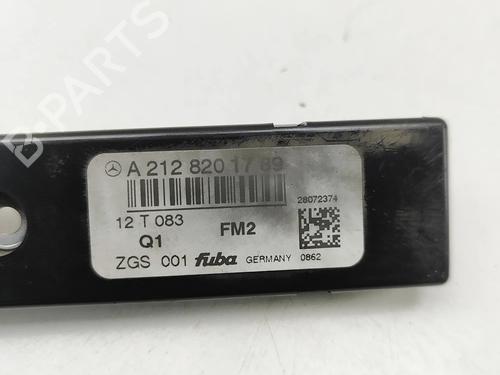 A 212 820 17 89
28072374
12 T 083
Q1
FM2
ZGS 001 fuba GERMANY 0862
B-PARTS